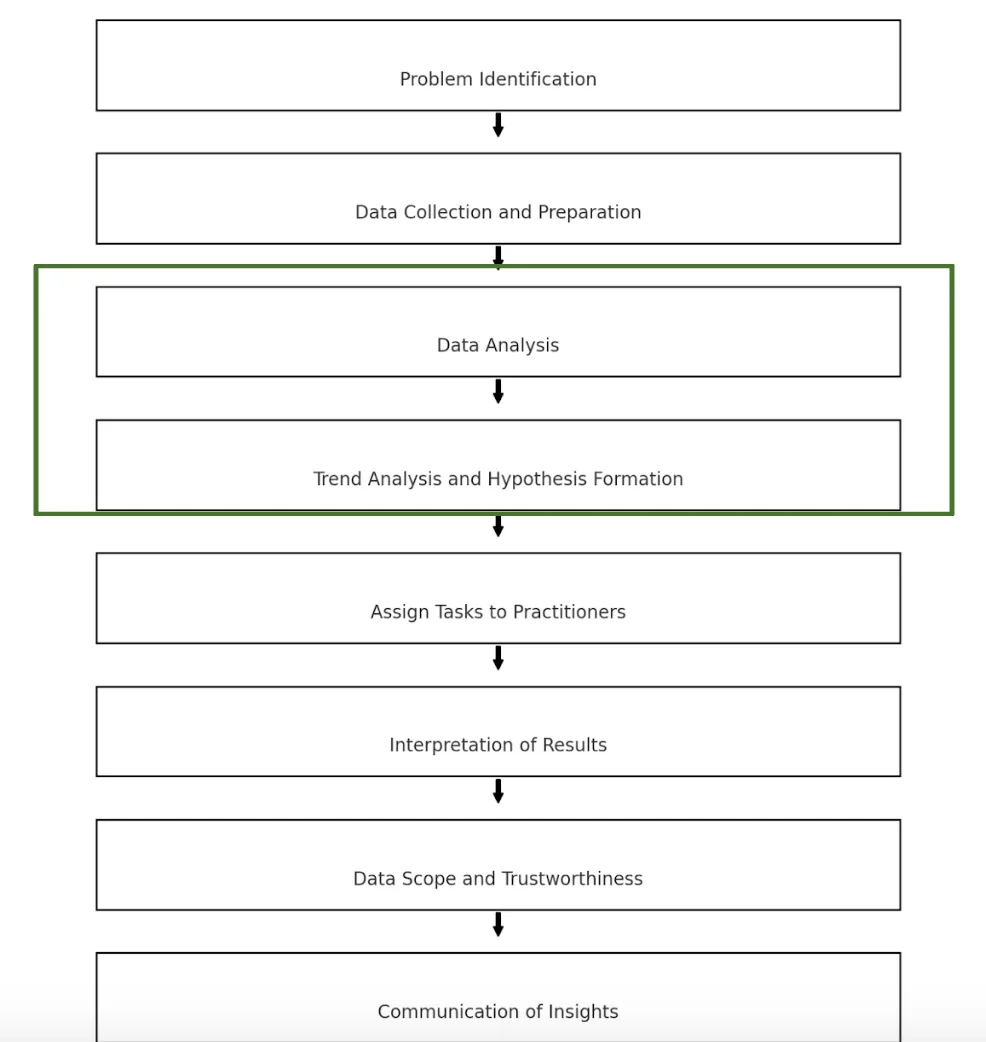 Problem Identification
Data Collection and Preparation
Data Analysis
Trend Analysis and Hypothesis Formation
Assign Tasks to Practitioners
Interpretation of Results
Data Scope and Trustworthiness
Communication of Insights